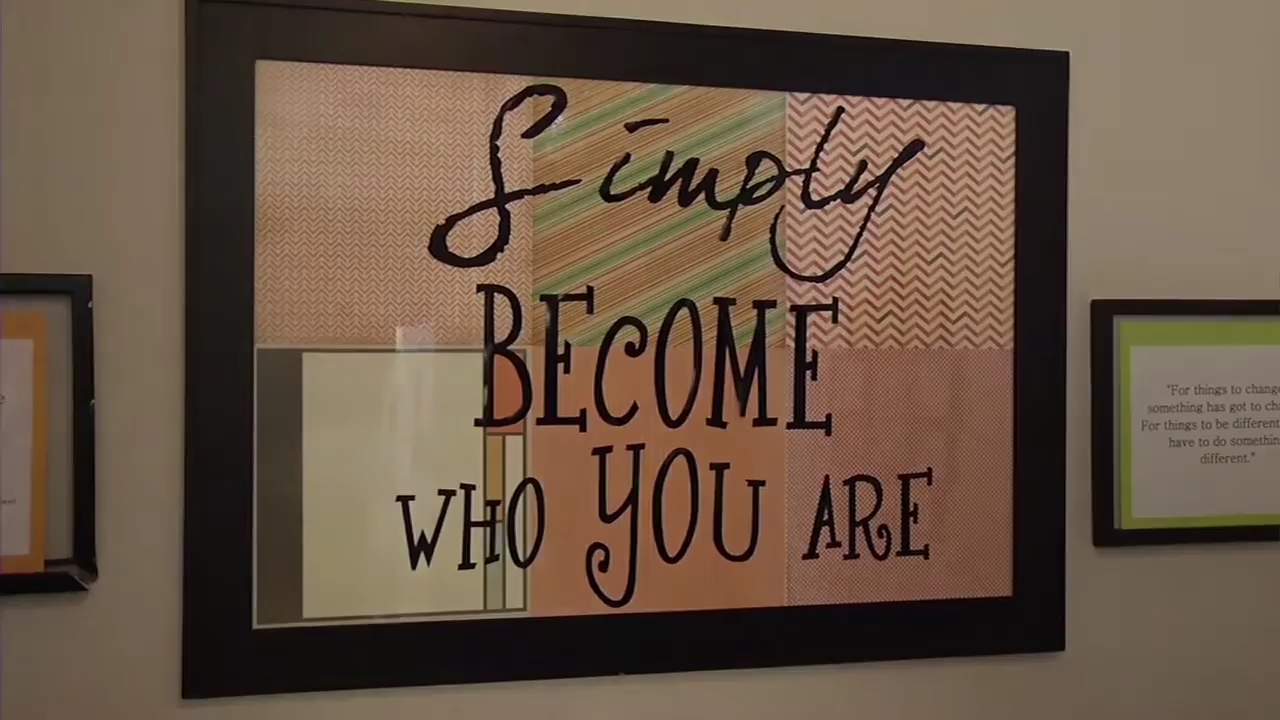 Simply
BECOME
WHO YOU ARE
"For things to change
something has got to
For things to be different
have to do
different."